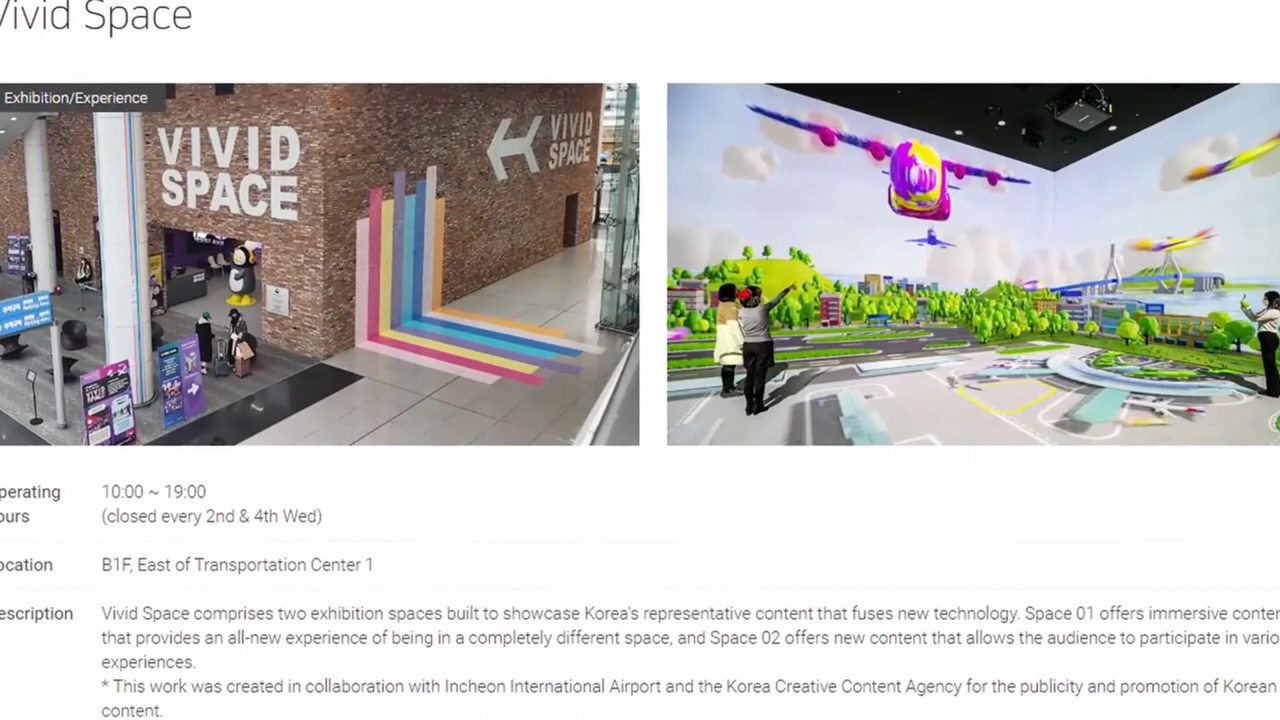 Vivid Space
Exhibition/Experience
VIVID
SPACE
VIVID
SPACE
perating
ours
10:00 ~ 19:00
(closed every 2nd & 4th Wed)
ocation
B1F, East of Transportation Center 1
escription
Vivid Space comprises two exhibition spaces built to showcase Korea's representative content that fuses new technology. Space 01 offers immersive conter
that provides an all-new experience of being in a completely different space, and Space 02 offers new content that allows the audience to participate in vario
experiences.
* This work was created in collaboration with Incheon International Airport and the Korea Creative Content Agency for the publicity and promotion of Korean
content.